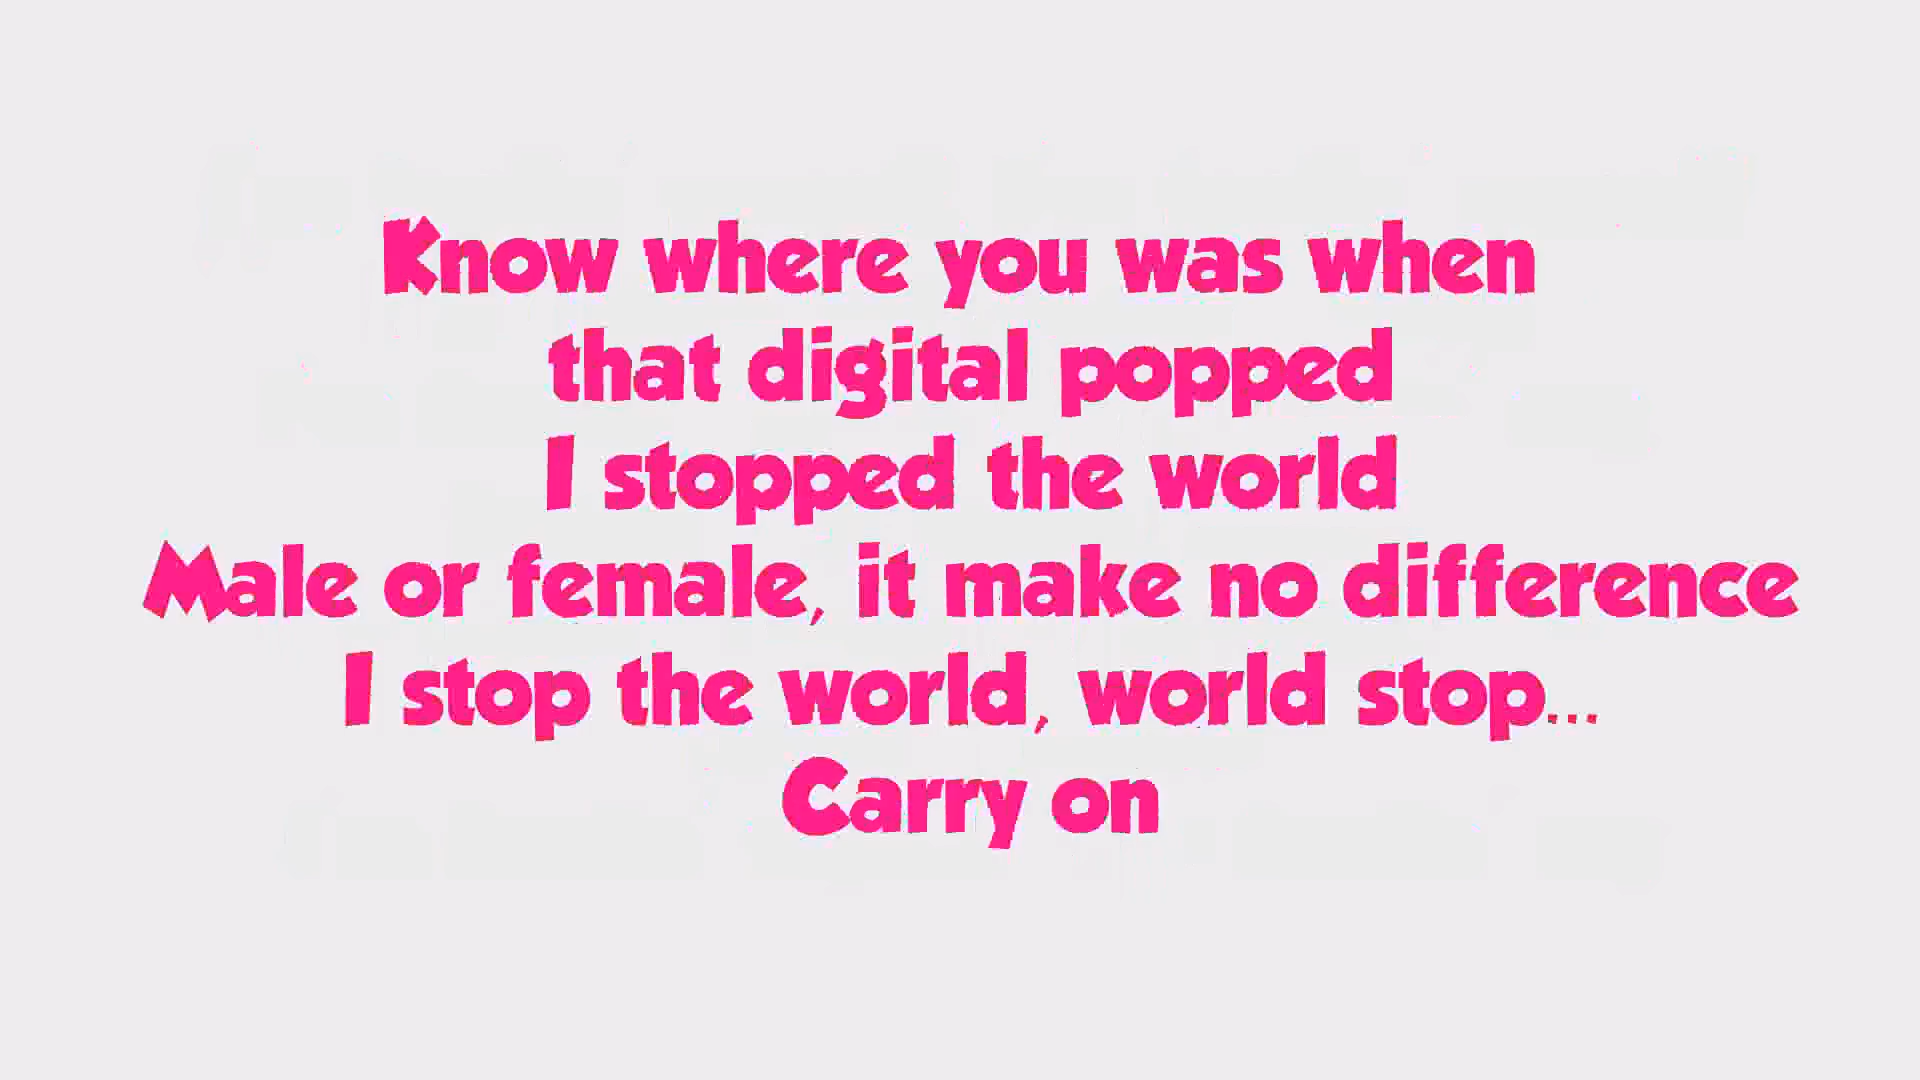 Know where you was when
that digital popped
I stopped the world
Male or female, it make no difference
I stop the world, world stop...
Carry on